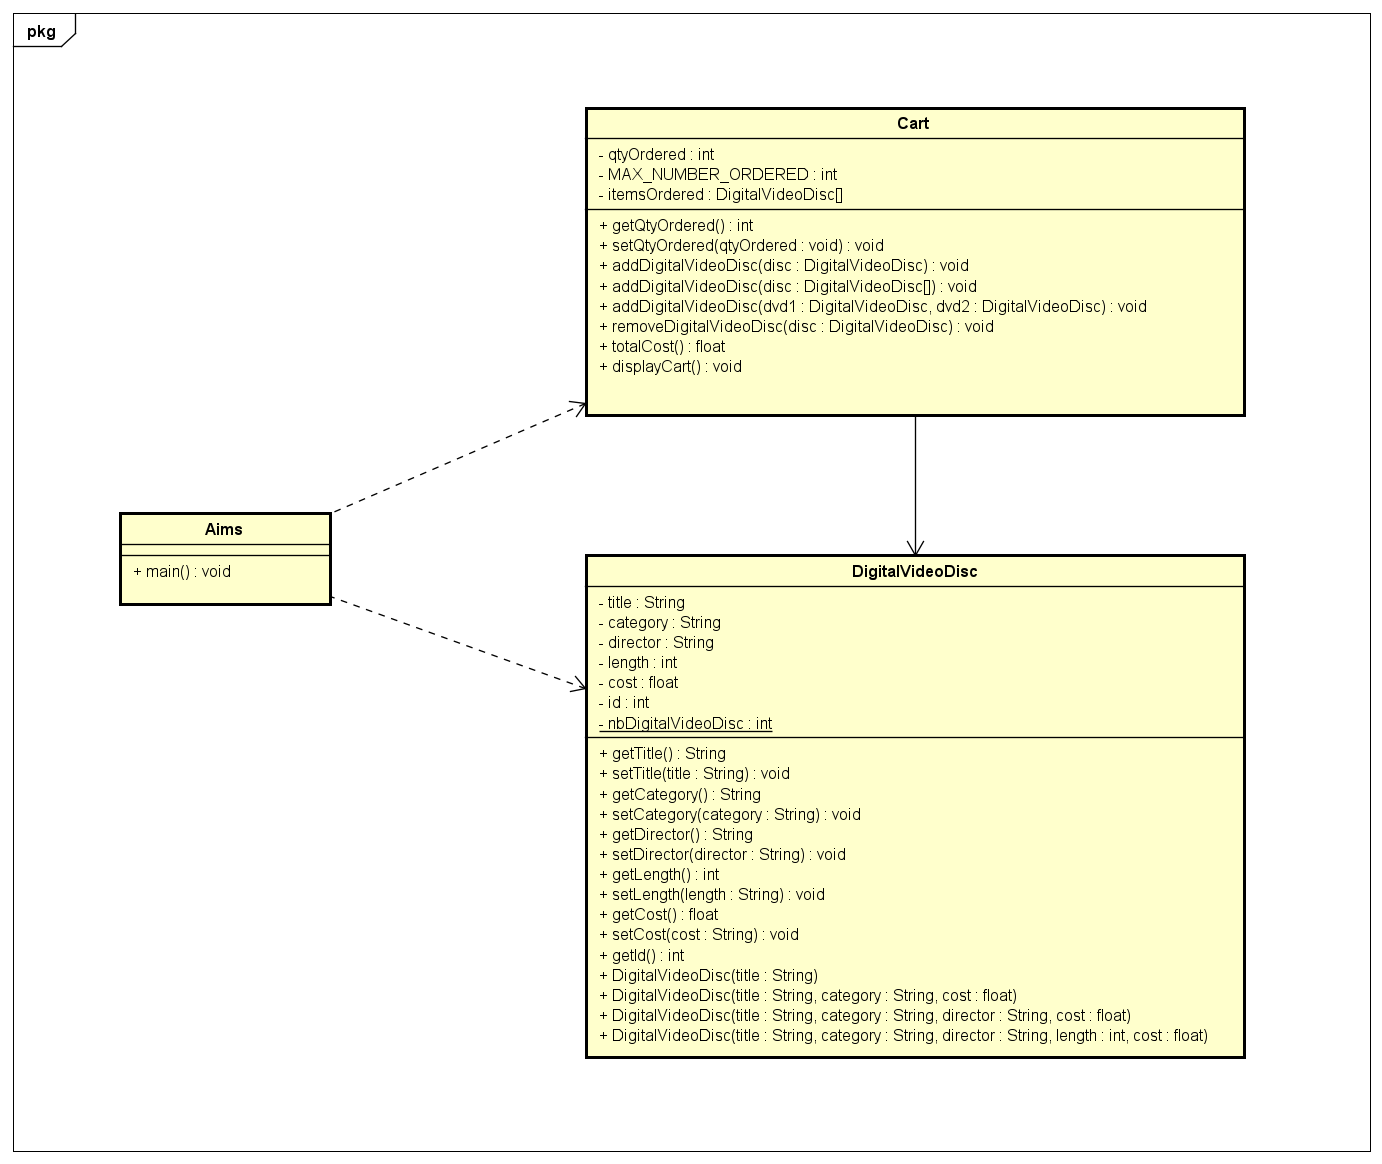 pkg
Cart
- qtyOrdered : int
- MAX_NUMBER_ORDERED : int
- itemsOrdered : DigitalVideoDisc[]
+ getQtyOrdered() : int
+ setQtyOrdered(qtyOrdered : void) : void
+ addDigitalVideoDisc(disc : DigitalVideoDisc) : void
+ addDigitalVideoDisc(disc : DigitalVideoDisc[]) : void
+ addDigitalVideoDisc(dvd1 : DigitalVideoDisc, dvd2 : DigitalVideoDisc) : void
+ removeDigitalVideoDisc(disc : DigitalVideoDisc) : void
+ totalCost() : float
+ displayCart() : void
Aims
+ main() : void
DigitalVideoDisc
- title : String
- category : String
- director : String
- length : int
- cost : float
- id : int
- nbDigitalVideoDisc : int
+ getTitle() : String
+ setTitle(title : String) : void
+ getCategory() : String
+ setCategory(category : String) : void
+ getDirector() : String
+ setDirector(director : String) : void
+ getLength() : int
+ setLength(length : String) : void
+ getCost() : float
+ setCost(cost : String) : void
+ getId() : int
+ DigitalVideoDisc(title : String)
+ DigitalVideoDisc(title : String, category : String, cost : float)
+ DigitalVideoDisc(title : String, category : String, director : String, cost : float)
+ DigitalVideoDisc(title : String, category : String, director : String, length : int, cost : float)